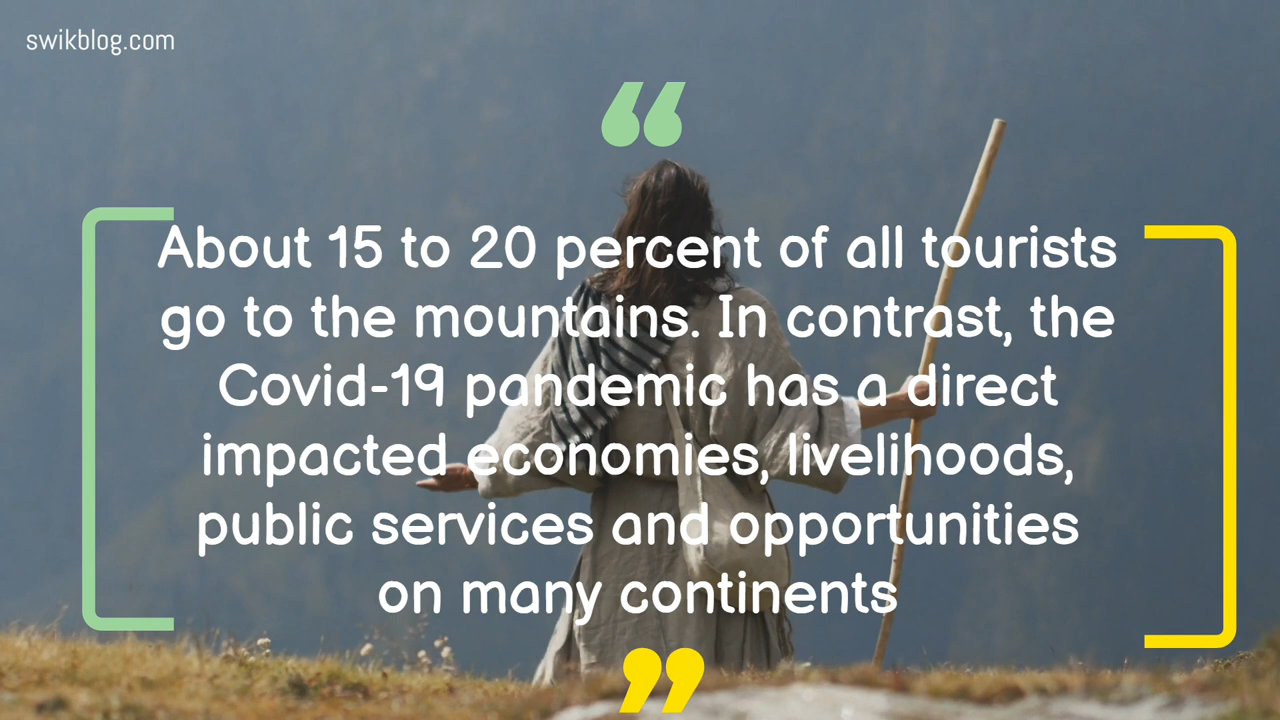 swikblog.com
“
About 15 to 20 percent of all tourists
go to the mountains. In contrast, the
Covid-19 pandemic has a direct
impacted economies, livelihoods,
public services and opportunities
on many continents
”